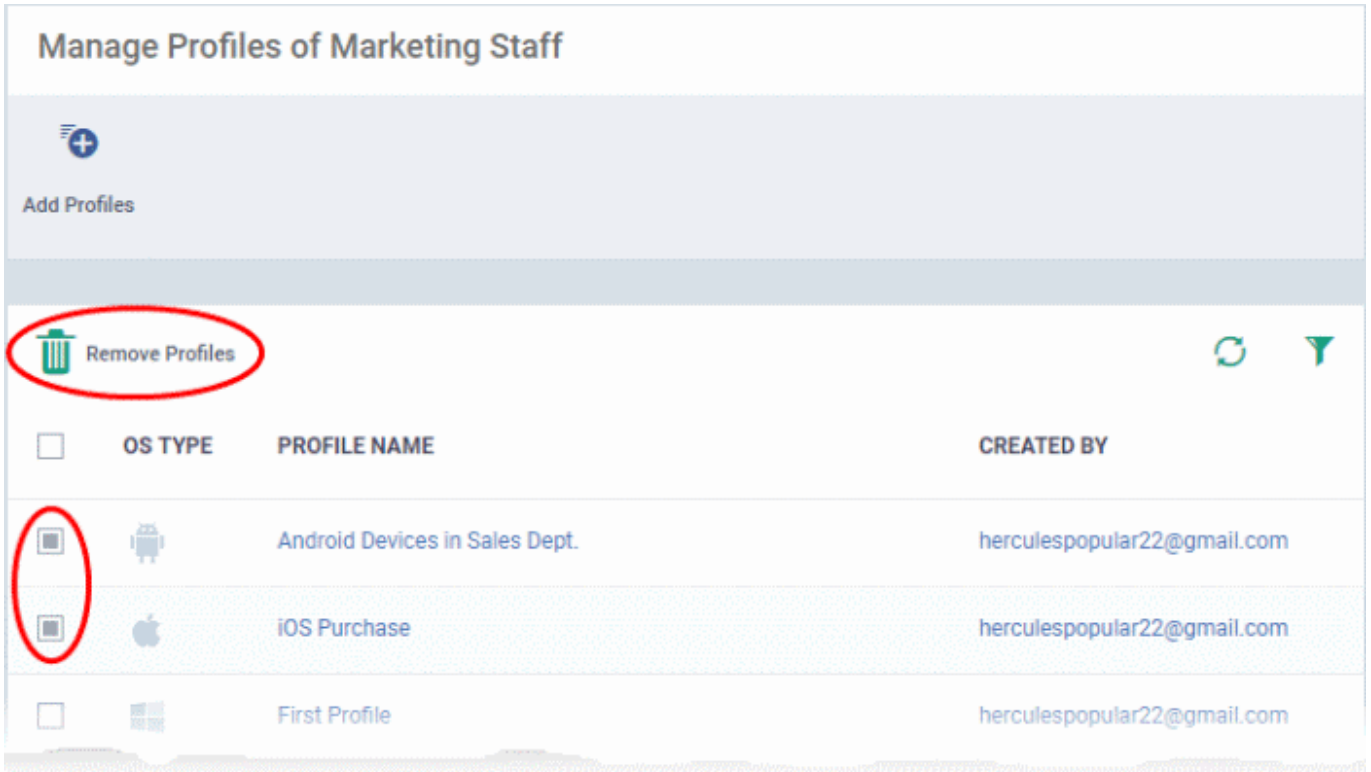 Manage Profiles of Marketing Staff
Add Profiles
Remove Profiles
OS TYPE PROFILE NAME CREATED BY
Android Devices in Sales Dept. herculespopular22@gmail.com
iOS Purchase herculespopular22@gmail.com
First Profile herculespopular22@gmail.com